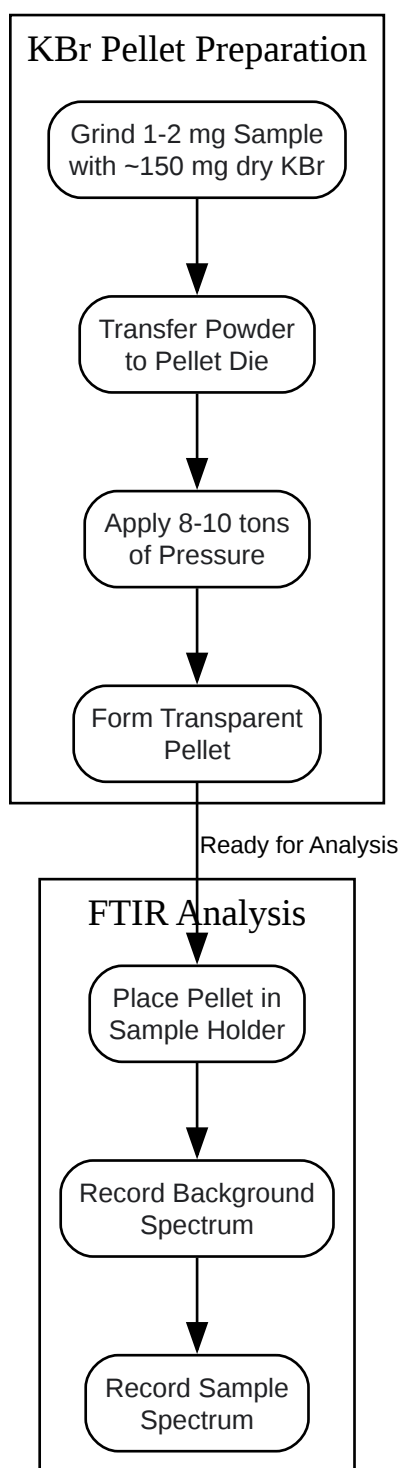 KBr Pellet Preparation
Grind 1-2 mg Sample
with ~150 mg dry KBr
Transfer Powder
to Pellet Die
Apply 8-10 tons
of Pressure
Form Transparent
Pellet
Ready for Analysis
FTIR Analysis
Place Pellet in
Sample Holder
Record Background
Spectrum
Record Sample
Spectrum